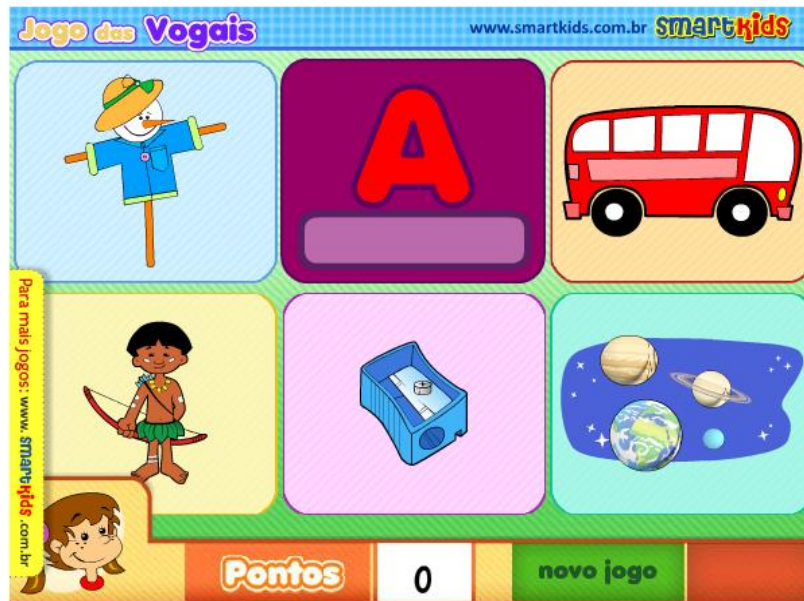 Jogo das Vogais
www.smartkids.com.br smartkids
A
Para mais jogos: www.smartkids.com.br
Pontos 0 novo jogo